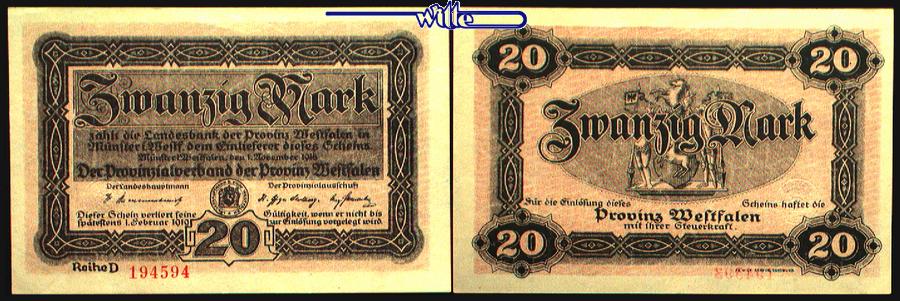 wille
Zwanzig Mark
zahlt die Landesbank der Provinz Westfalen in
Münster i. Westf. dem Einlieferer dieses Scheins.
Münster i. Westfalen, den 1. November 1918
Der Provinzialverband der Provinz Westfalen
Der Landeshauptmann Der Provinzialausschuß
Dieser Schein verliert seine Gültigkeit, wenn er nicht bis
spätestens 1. Februar 1919 zur Einlösung vorgelegt wird.
20
Reihe D 194594
20 20
Zwanzig Mark
Für die Einlösung dieses Scheins haftet die
Provinz Westfalen
mit ihrer Steuerkraft.
20 20